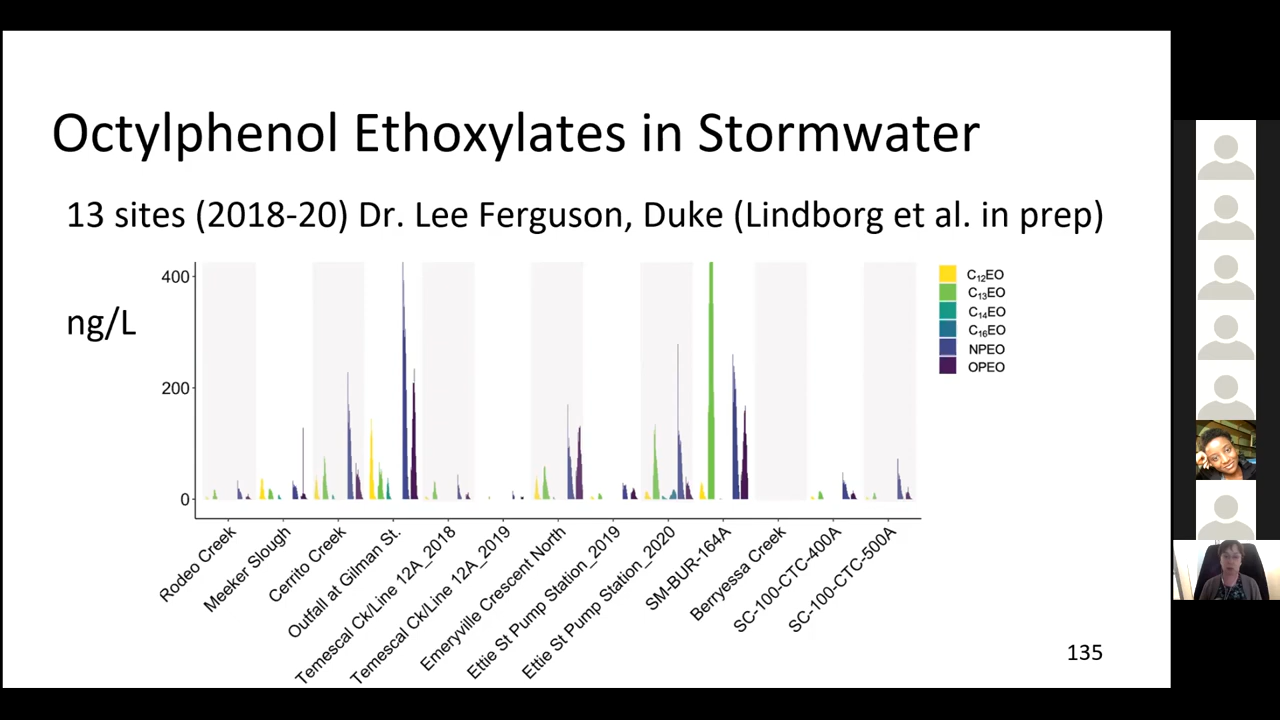 Octylphenol Ethoxylates in Stormwater
13 sites (2018-20) Dr. Lee Ferguson, Duke (Lindborg et al. in prep)
ng/L
400
200
0
C₁₂EO
C₁₃EO
C₁₄EO
C₁₆EO
NPEO
OPEO
Rodeo Creek
Meeker Slough
Cerrito Creek
Outfall at Gilman St.
Temescal Ck/Line 12A_2018
Temescal Ck/Line 12A_2019
Emeryville Crescent North
Ettie St Pump Station_2019
Ettie St Pump Station_2020
SM-BUR-164A
Berryessa Creek
SC-100-CTC-400A
SC-100-CTC-500A
135